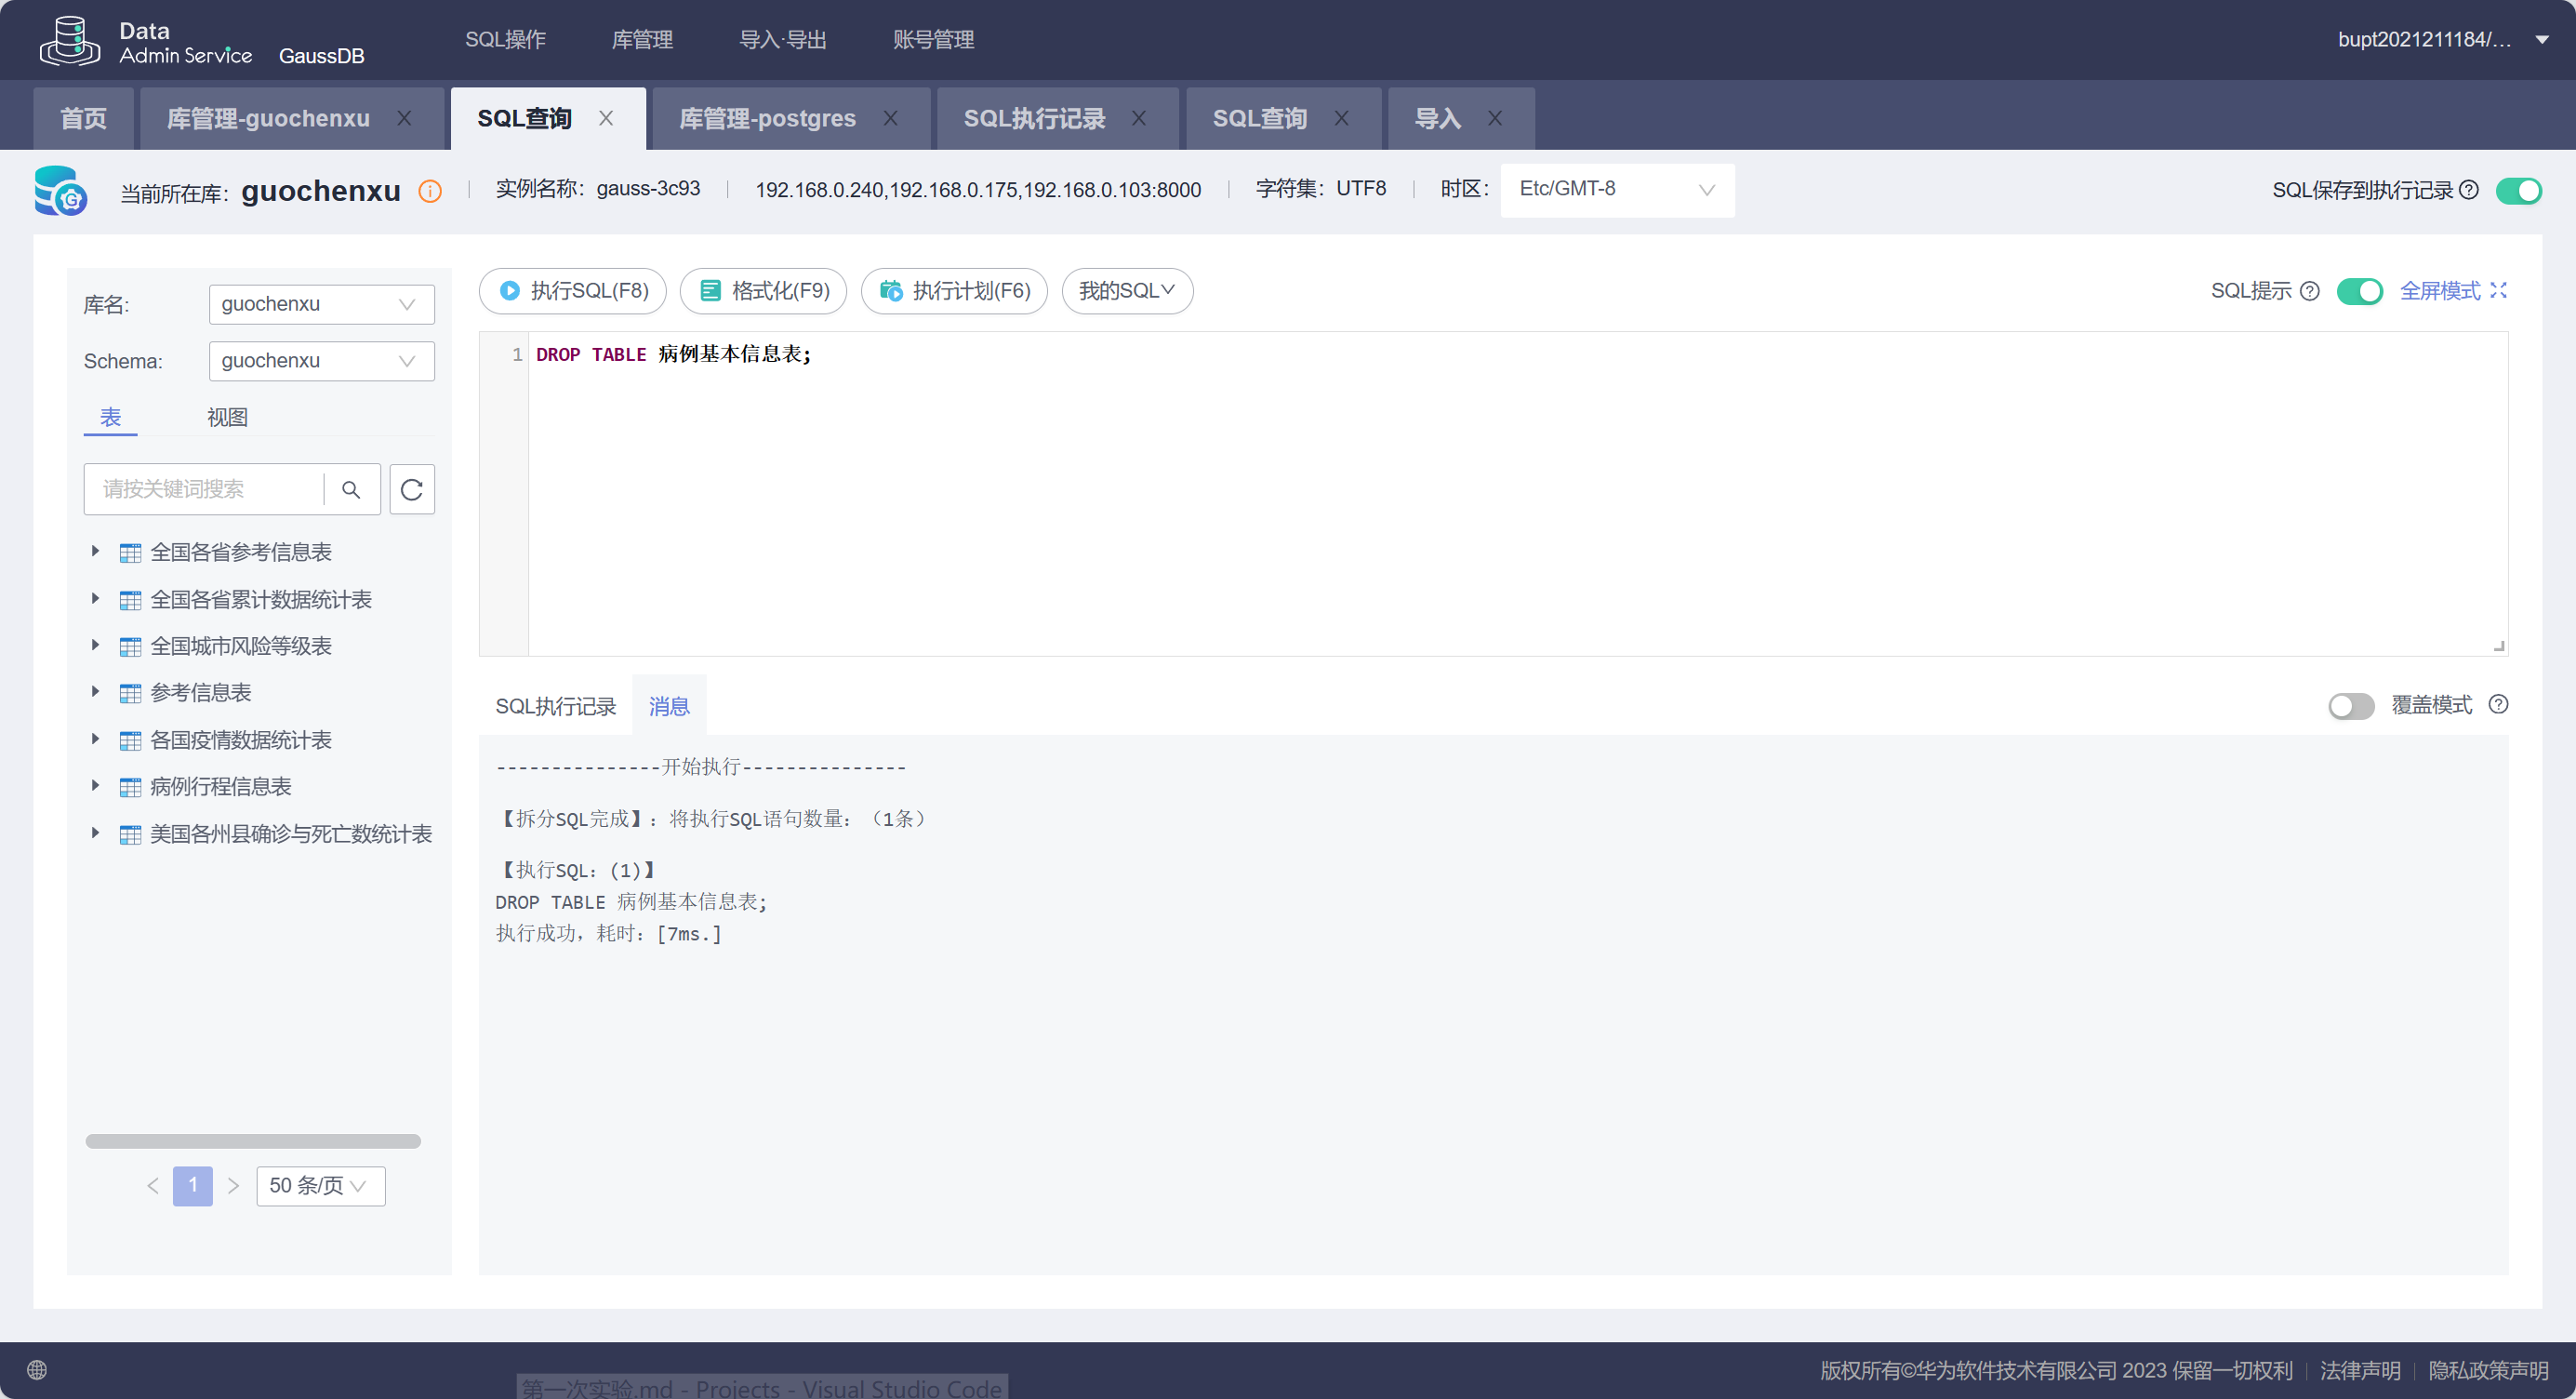 Data
Admin Service GaussDB SQL操作 库管理 导入·导出 账号管理 bupt2021211184/...
首页 库管理-guochenxu X SQL查询 X 库管理-postgres X SQL执行记录 X SQL查询 X 导入 X
当前所在库: guochenxu 实例名称: gauss-3c93 192.168.0.240,192.168.0.175,192.168.0.103:8000 字符集: UTF8 时区: Etc/GMT-8 SQL保存到执行记录
库名: guochenxu
Schema: guochenxu
表 视图
请按关键词搜索
全国各省参考信息表
全国各省累计数据统计表
全国城市风险等级表
参考信息表
各国疫情数据统计表
病例行程信息表
美国各州县确诊与死亡数统计表
< 1 > 50 条/页
执行SQL(F8) 格式化(F9) 执行计划(F6) 我的SQL SQL提示 全屏模式
1 DROP TABLE 病例基本信息表;
SQL执行记录 消息 覆盖模式
---------------开始执行---------------
【拆分SQL完成】: 将执行SQL语句数量: （1条）
【执行SQL: (1)】
DROP TABLE 病例基本信息表;
执行成功，耗时: [7ms.]
版权所有©华为软件技术有限公司 2023 保留一切权利 | 法律声明 | 隐私政策声明
第一次实验.md - Projects - Visual Studio Code